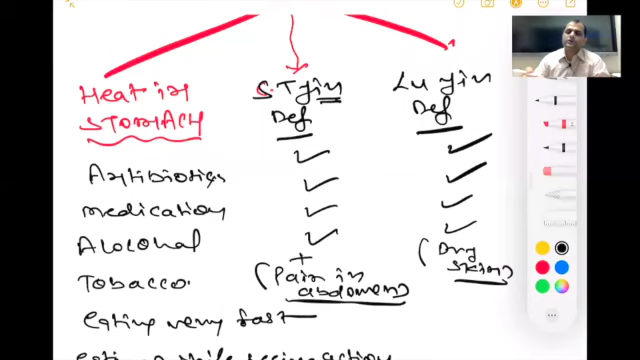 Heat in
STOMACH
Antibiotics
medication
Alocohal
Tobacco
Eating very fast
ST yin
Def
+
(Pain in
abdomen)
Lu yin
Def
(Dry
skin)